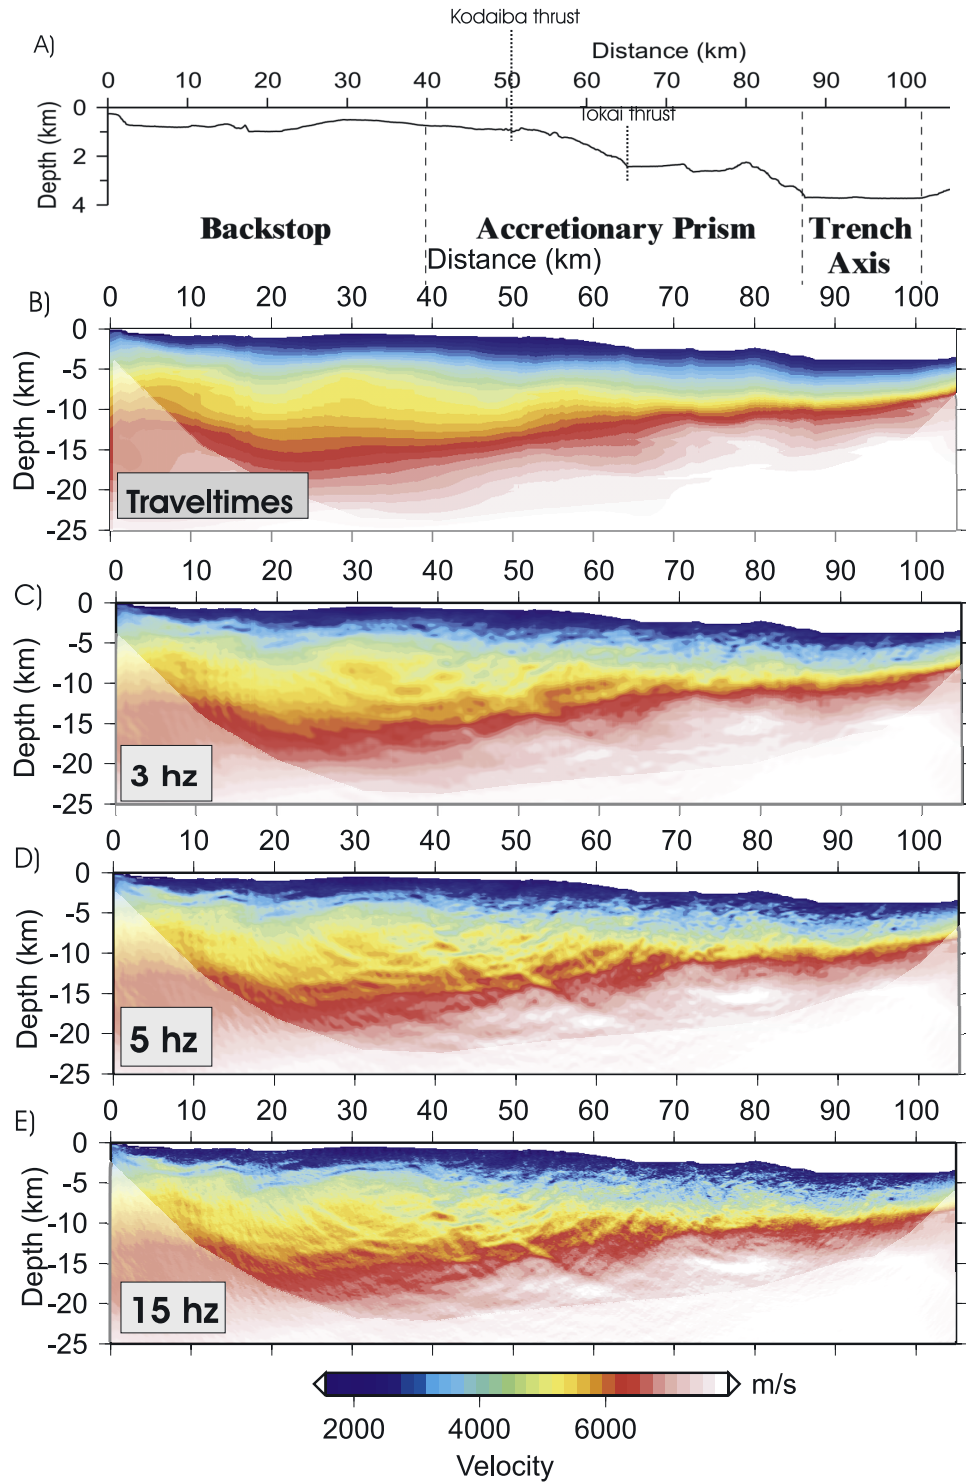 Kodaiba thrust
A)
Distance (km)
0 10 20 30 40 50 60 70 80 90 100
Depth (km)
0
2
4
Tokai thrust
Backstop Accretionary Prism Trench
Axis
Distance (km)
B)
0 10 20 30 40 50 60 70 80 90 100
Depth (km)
0
-5
-10
-15
-20
-25
Traveltimes
0 10 20 30 40 50 60 70 80 90 100
C)
Depth (km)
0
-5
-10
-15
-20
-25
3 hz
0 10 20 30 40 50 60 70 80 90 100
D)
Depth (km)
0
-5
-10
-15
-20
-25
5 hz
0 10 20 30 40 50 60 70 80 90 100
E)
Depth (km)
0
-5
-10
-15
-20
-25
15 hz
m/s
2000 4000 6000
Velocity